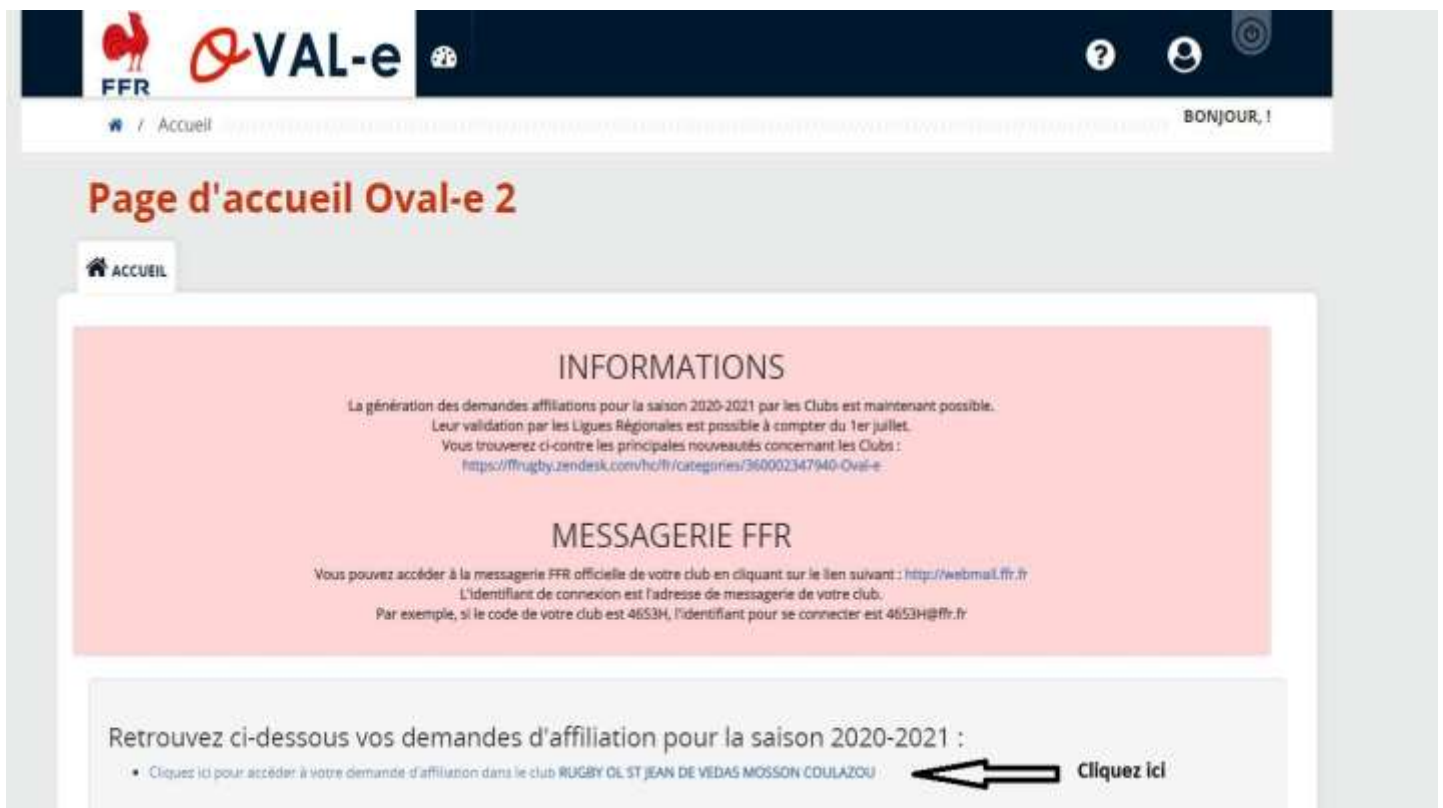 FFR
OVAL-e
?
/ Accueil
BONJOUR, !
Page d'accueil Oval-e 2
ACCUEIL
INFORMATIONS
La génération des demandes affiliations pour la saison 2020-2021 par les Clubs est maintenant possible.
Leur validation par les Ligues Régionales est possible à compter du 1er juillet.
Vous trouverez ci-contre les principales nouveautés concernant les Clubs :
https://ffrugby.zendesk.com/hc/fr/categories/360002347940-Oval-e
MESSAGERIE FFR
Vous pouvez accéder à la messagerie FFR officielle de votre club en cliquant sur le lien suivant : http://webmail.ffr.fr
L'identifiant de connexion est l'adresse de messagerie de votre club.
Par exemple, si le code de votre club est 4653H, l'identifiant pour se connecter est 4653H@ffr.fr
Retrouvez ci-dessous vos demandes d'affiliation pour la saison 2020-2021 :
• Cliquez ici pour accéder à votre demande d'affiliation dans le club RUGBY OL ST JEAN DE VEDAS MOSSON COULAZOU
Cliquez ici